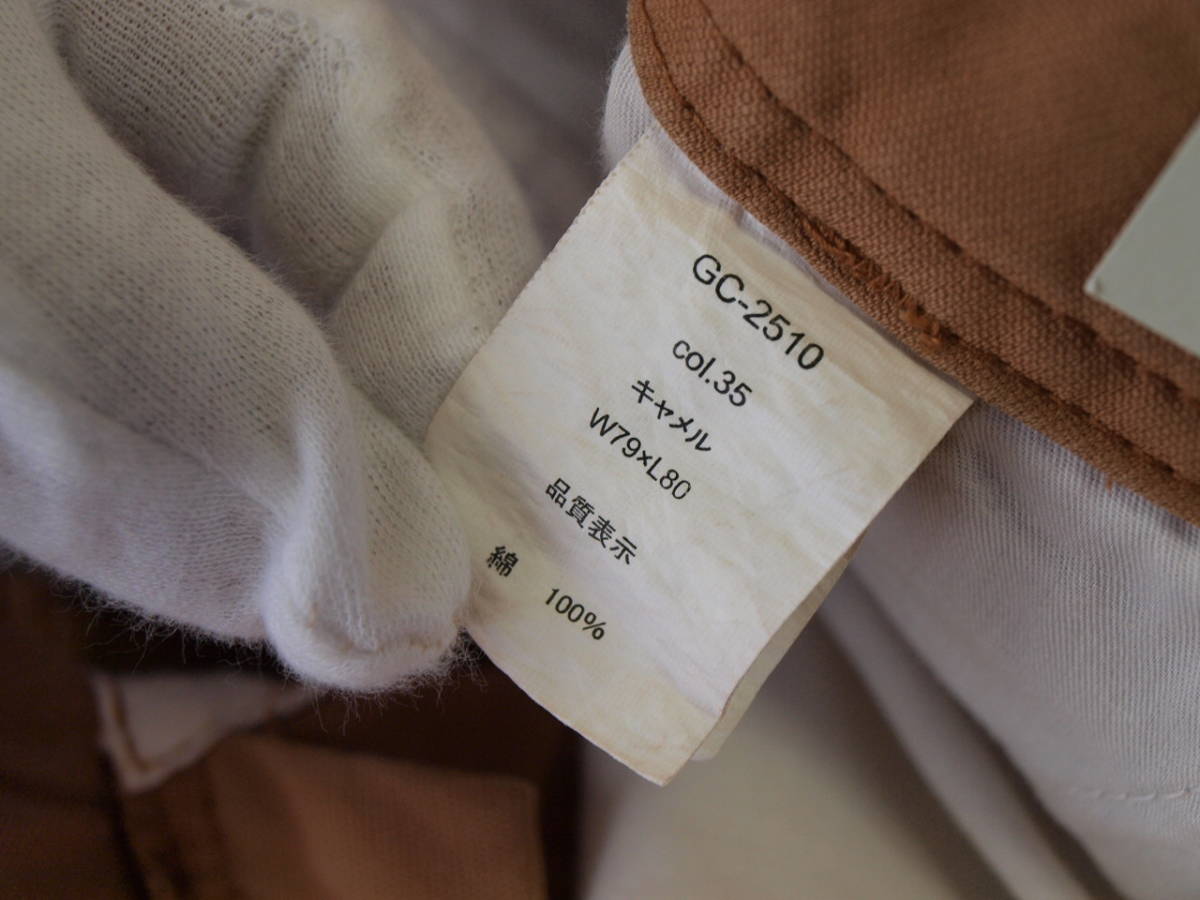 GC-2510
col.35
キャメル
W79×L80
品質表示
綿 100%